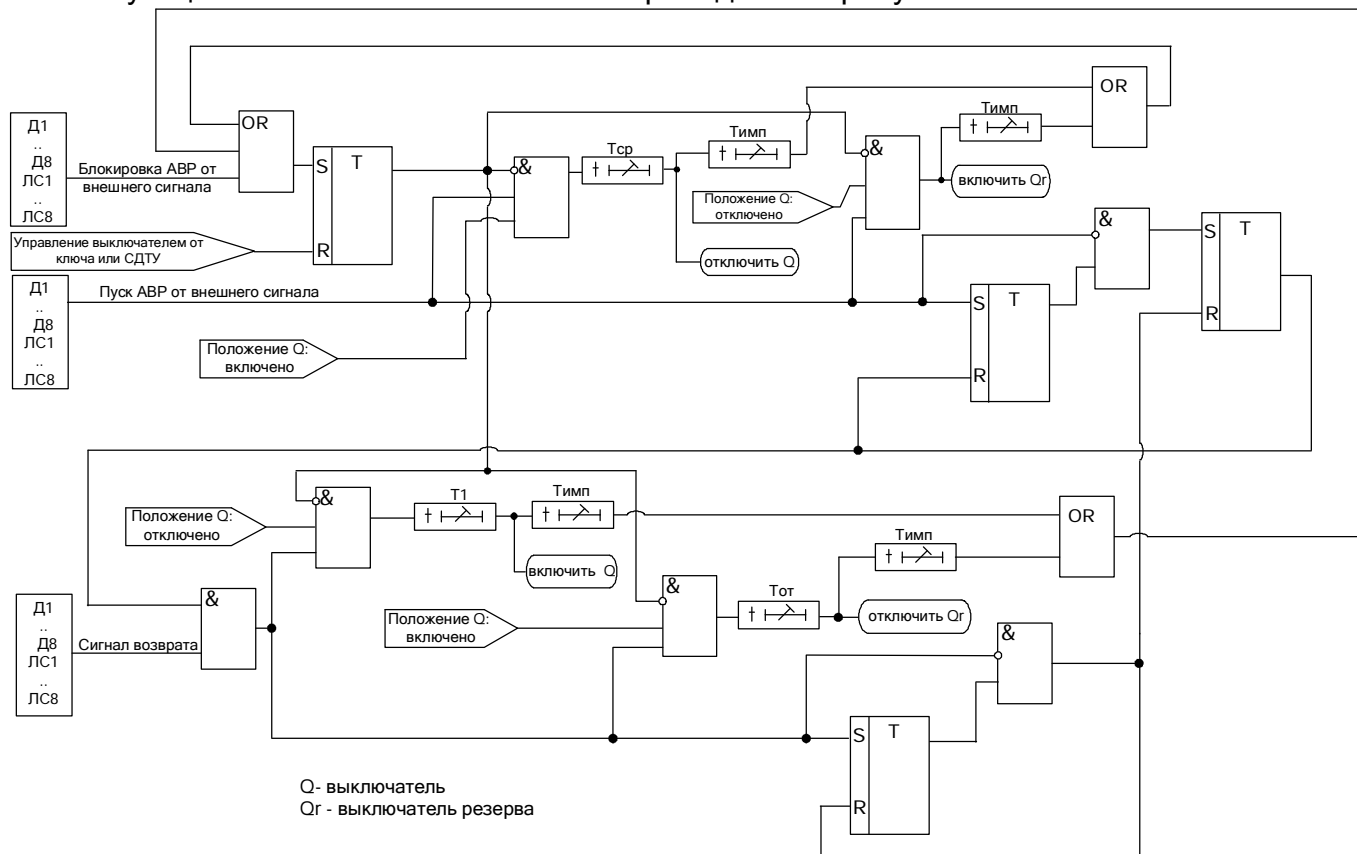 Д1
..
Д8
ЛС1
..
ЛС8
Блокировка АВР от
внешнего сигнала
OR
S
T
R
Управление выключателем от
ключа или СДТУ
Д1
..
Д8
ЛС1
..
ЛС8
Пуск АВР от внешнего сигнала
Положение Q:
включено
&
Тср
Тимп
отключить Q
Положение Q:
отключено
&
Тимп
включить Qr
OR
&
S
T
R
S
T
R
Положение Q:
отключено
&
Т1
Тимп
включить Q
Положение Q:
включено
&
Тот
Тимп
отключить Qr
OR
Д1
..
Д8
ЛС1
..
ЛС8
Сигнал возврата
&
&
S
T
R
Q- выключатель
Qr - выключатель резерва